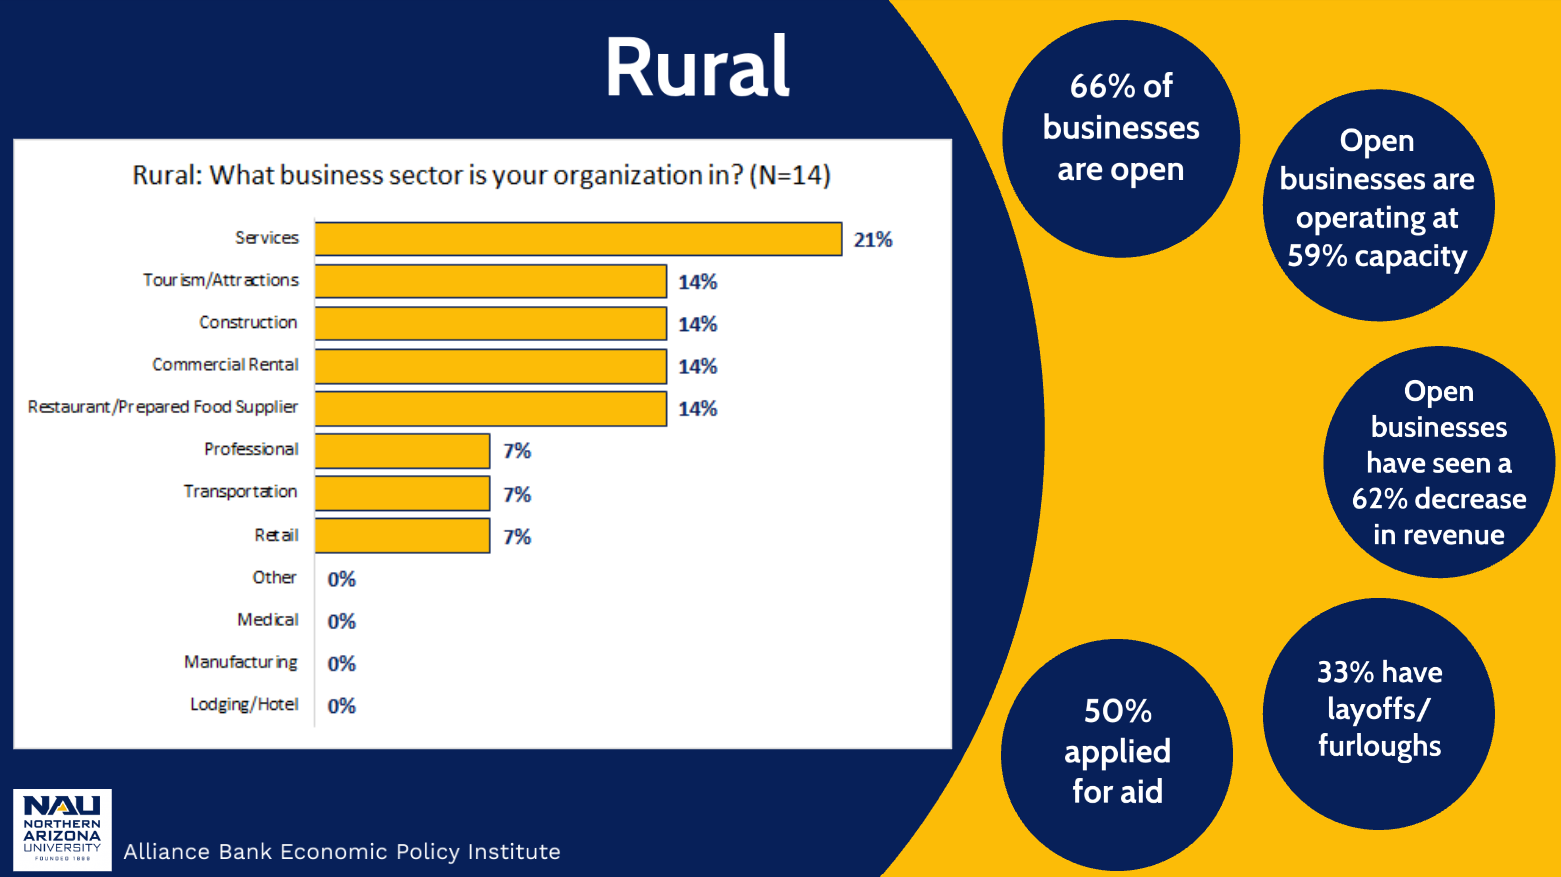 Rural
Rural: What business sector is your organization in? (N=14)
Services 21%
Tourism/Attractions 14%
Construction 14%
Commercial Rental 14%
Restaurant/Prepared Food Supplier 14%
Professional 7%
Transportation 7%
Retail 7%
Other 0%
Medical 0%
Manufacturing 0%
Lodging/Hotel 0%
66% of
businesses
are open
Open
businesses are
operating at
59% capacity
Open
businesses
have seen a
62% decrease
in revenue
33% have
layoffs/
furloughs
50%
applied
for aid
NAU
NORTHERN
ARIZONA
UNIVERSITY
FOUNDED 1899
Alliance Bank Economic Policy Institute